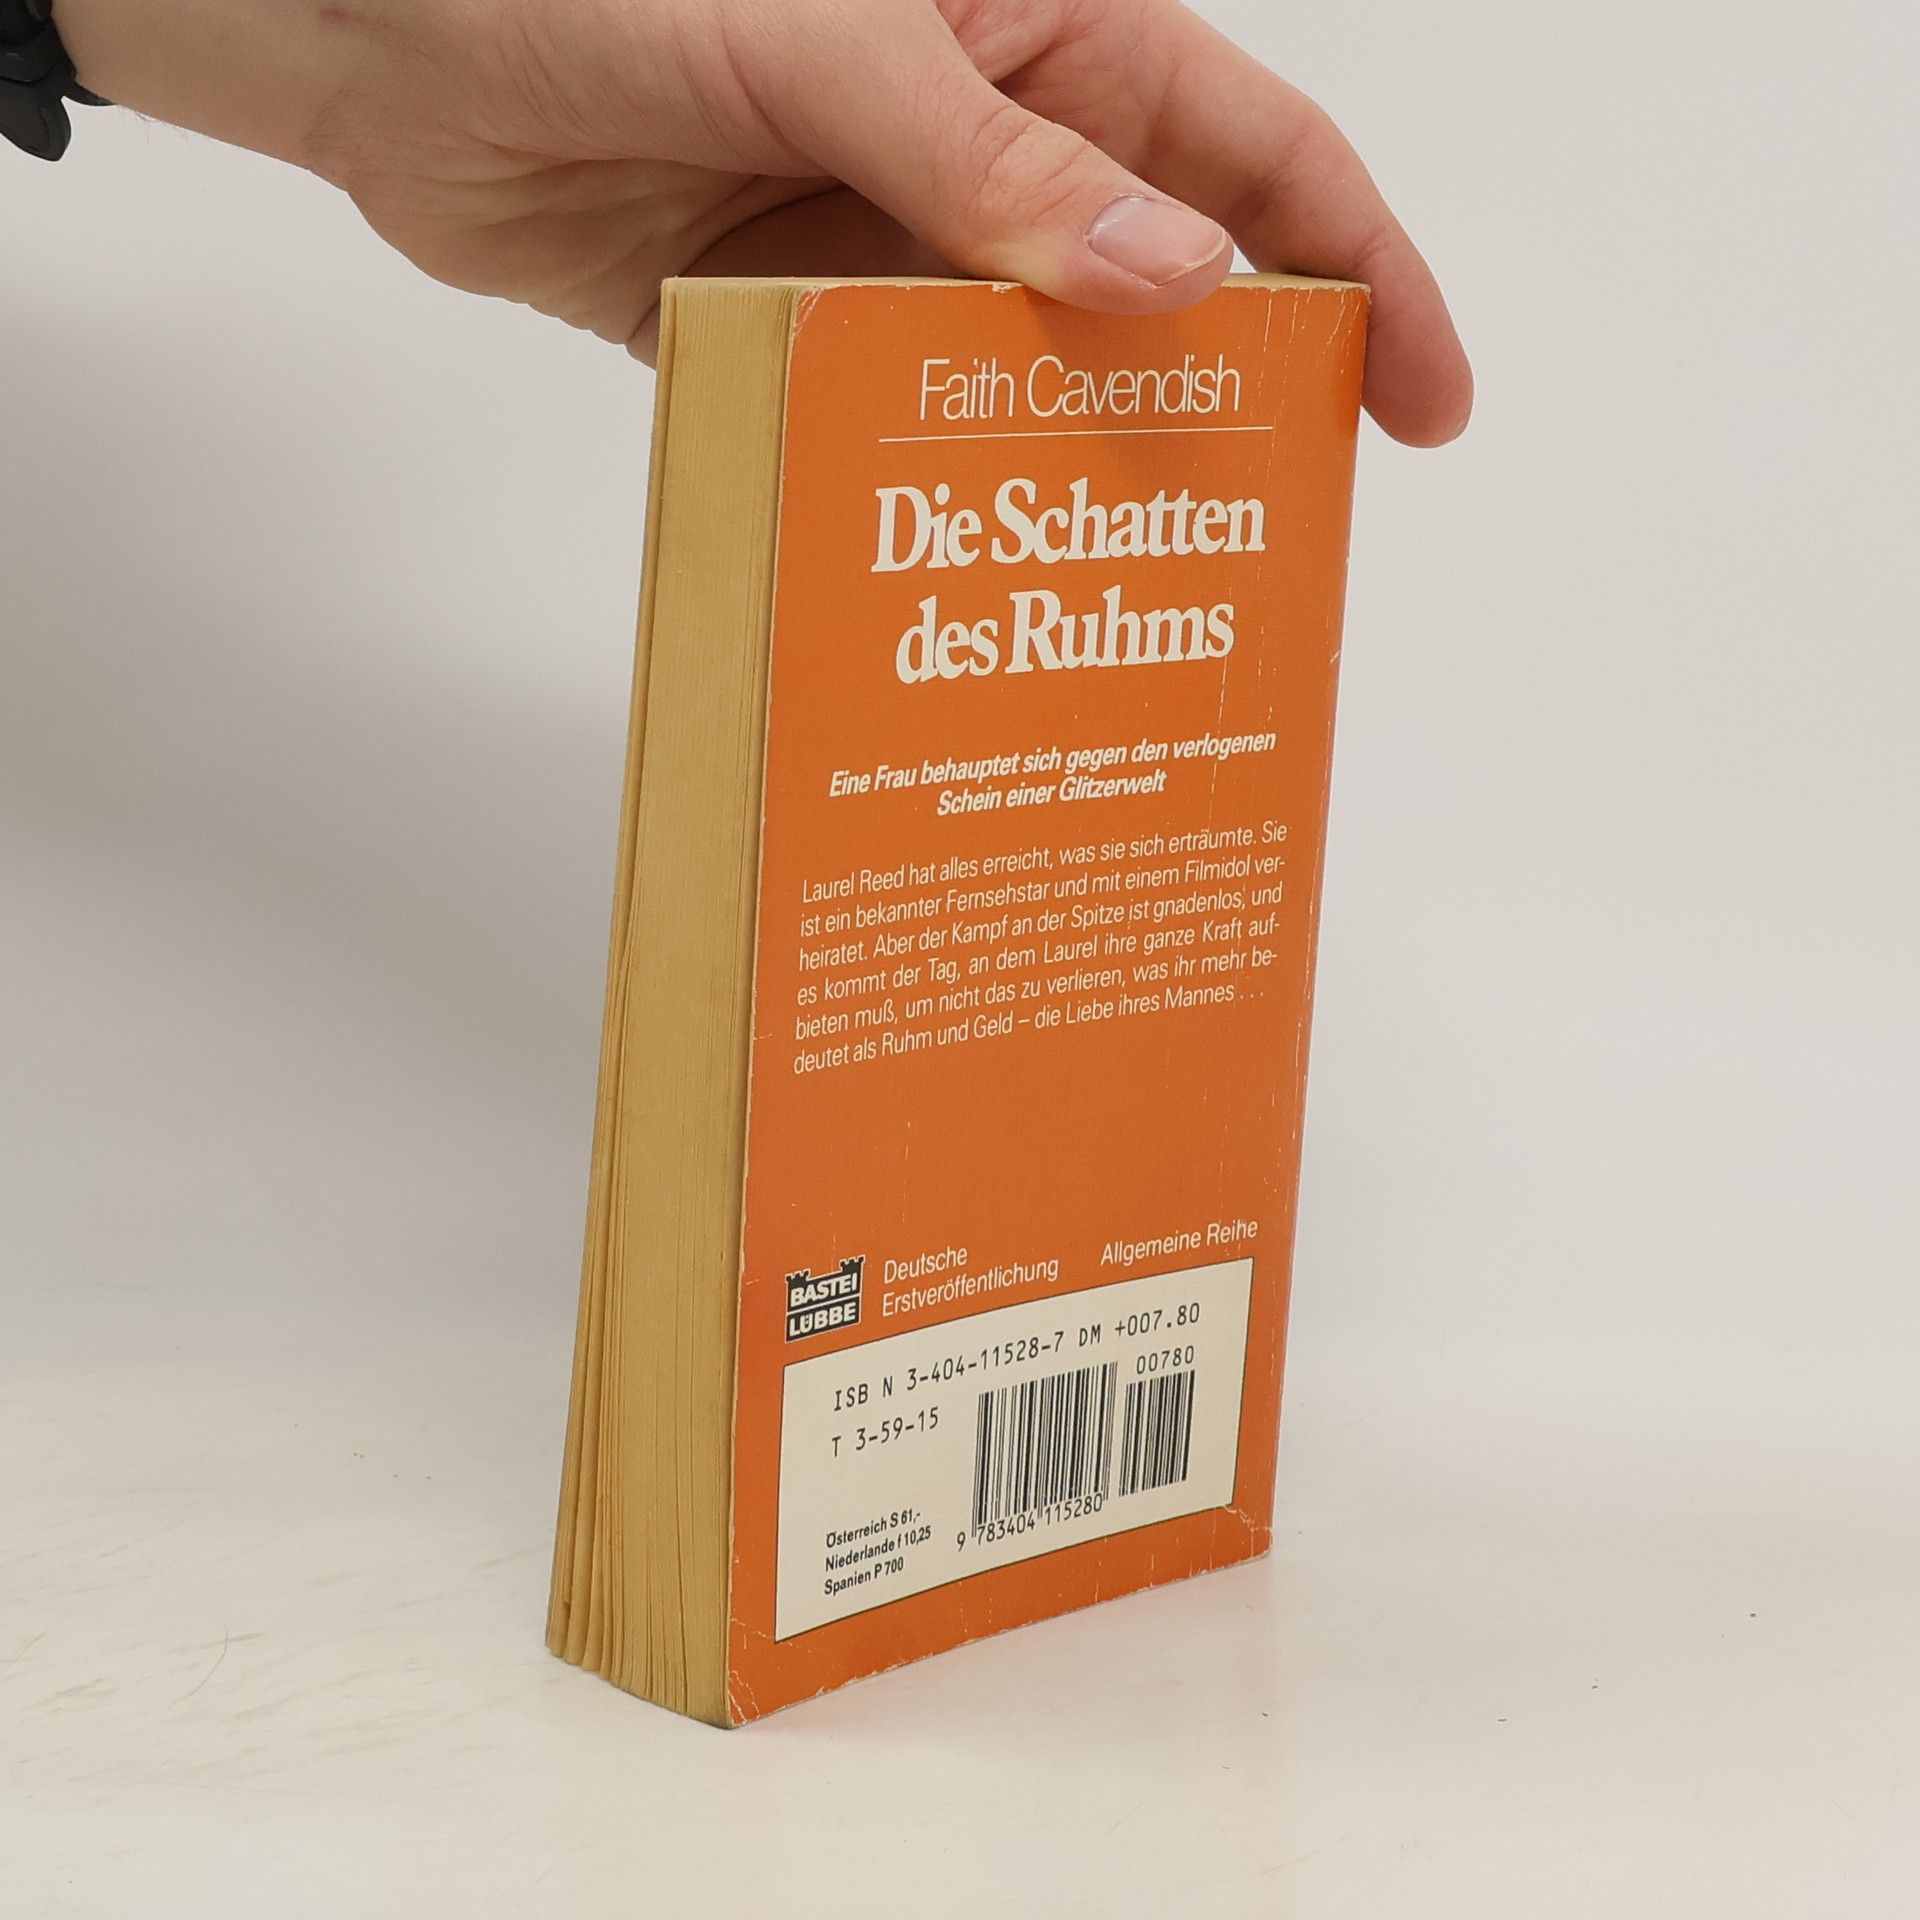 Faith Cavendish
Die Schatten
des Ruhms
Eine Frau behauptet sich gegen den verlogenen
Schein einer Glitzerwelt
Laurel Reed hat alles erreicht, was sie sich erträumte. Sie
ist ein bekannter Fernsehstar und mit einem Filmidol ver-
heiratet. Aber der Kampf an der Spitze ist gnadenlos, und
es kommt der Tag, an dem Laurel ihre ganze Kraft auf-
bieten muß, um nicht das zu verlieren, was ihr mehr be-
deutet als Ruhm und Geld – die Liebe ihres Mannes . . .
BASTEI
LÜBBE
Deutsche
Erstveröffentlichung
Allgemeine Reihe
ISB N 3-404-11528-7 DM +007.80
00780
T 3-59-15
Österreich S 61,-
Niederlande f 10,25
Spanien P 700
9 783404 115280